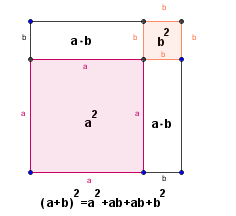 b
b a·b b b² b
a b
a a² a a·b
a b
(a+b)²=a²+ab+ab+b²